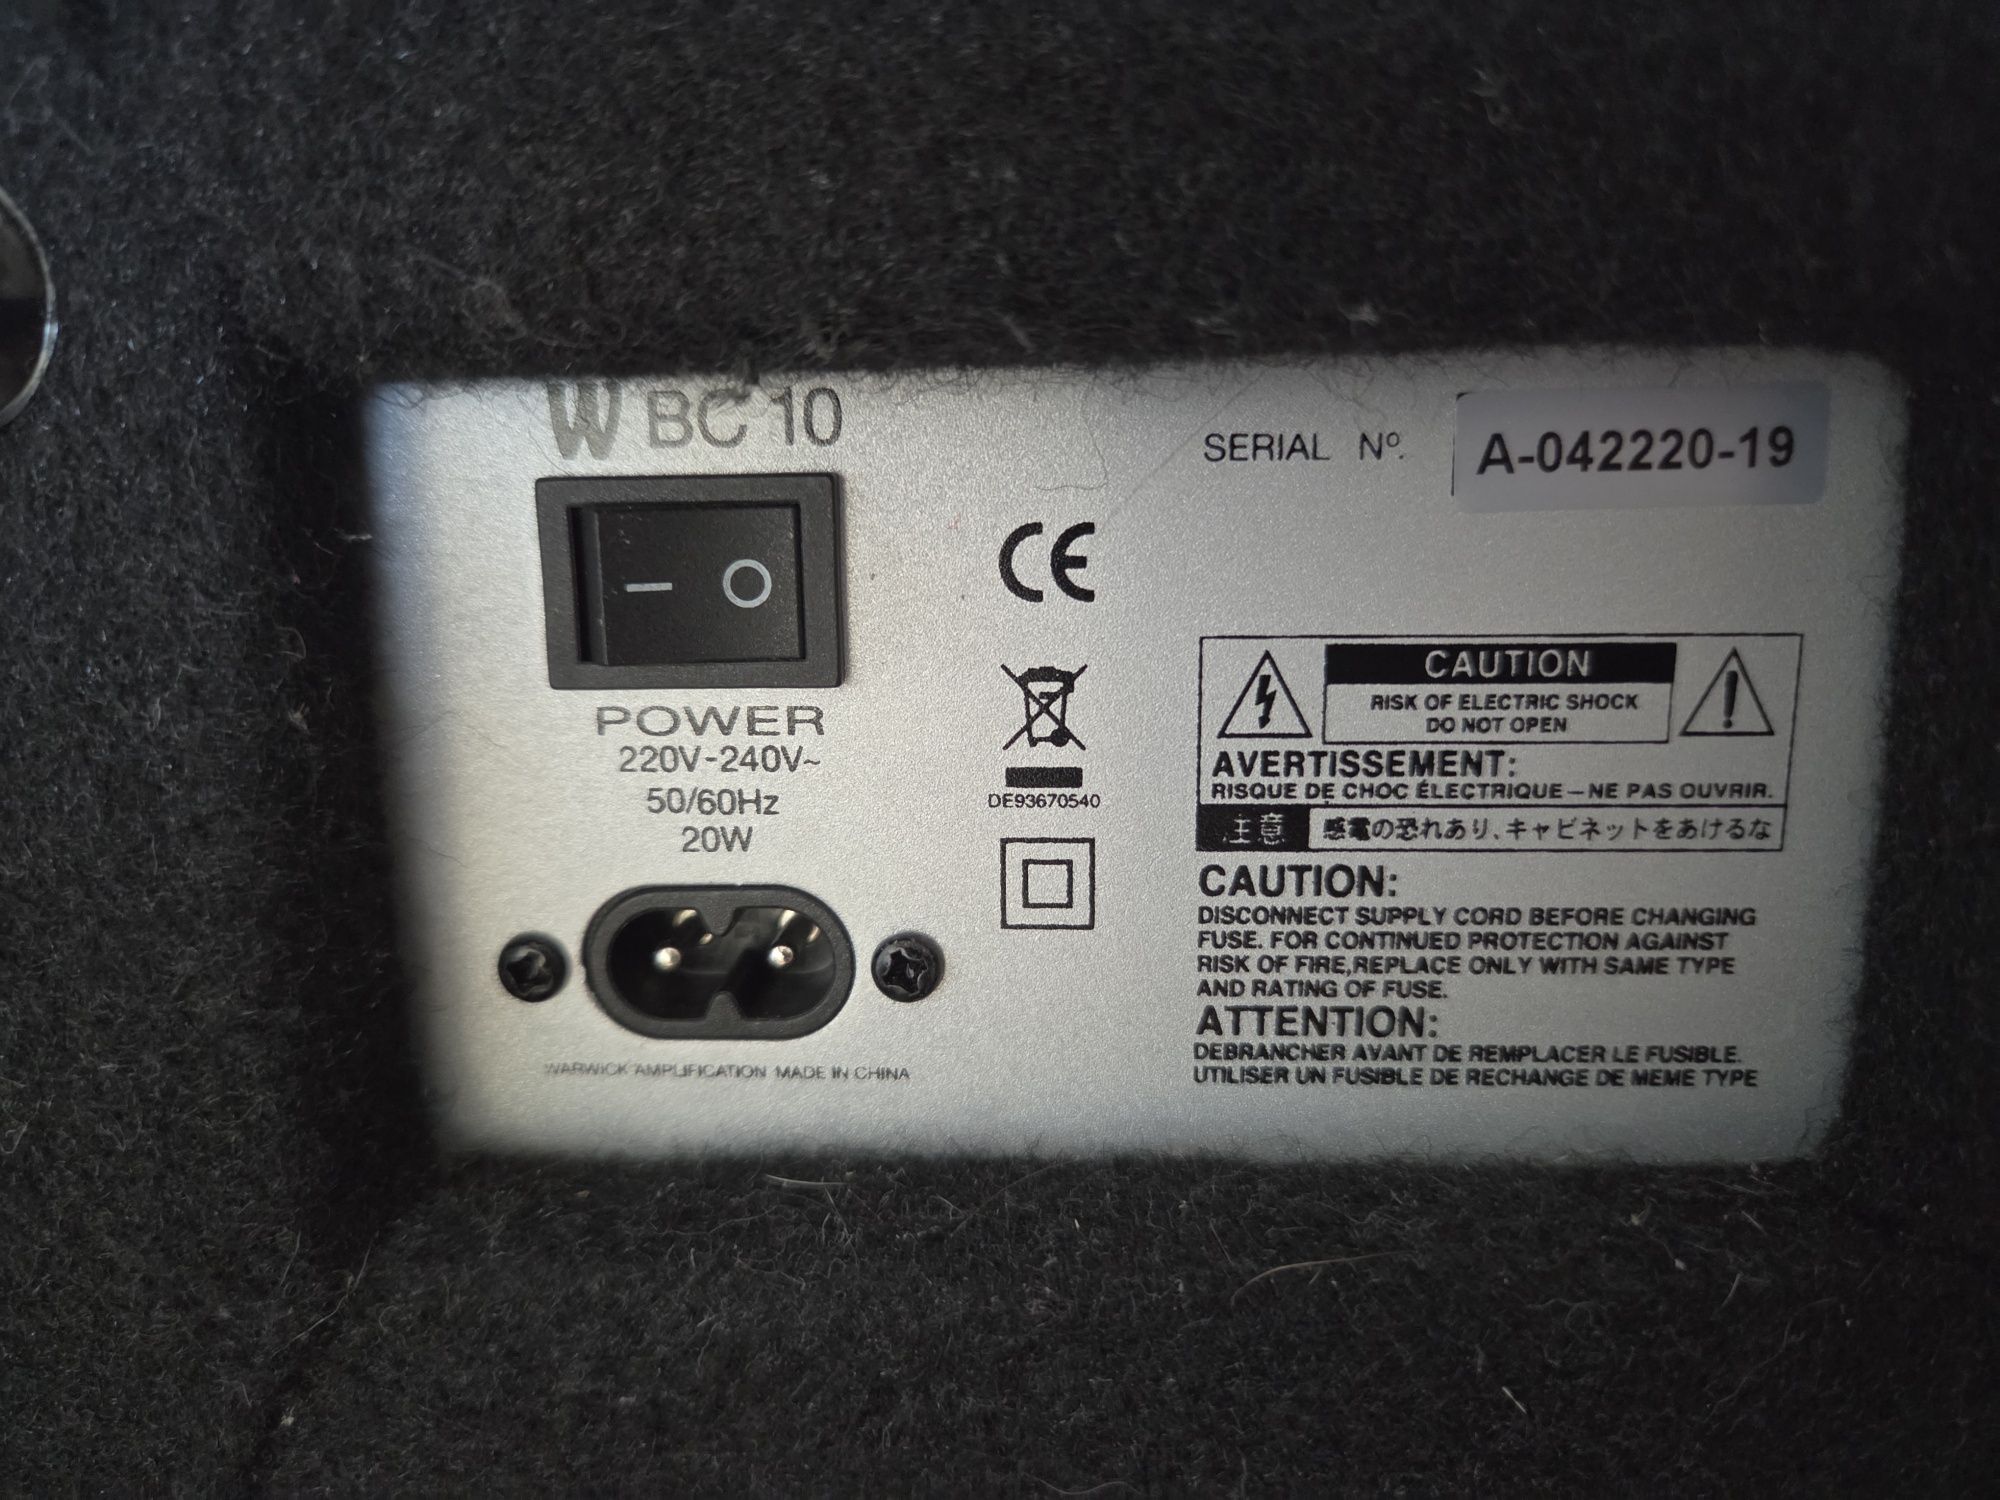 W BC 10
SERIAL Nº. A-042220-19
— O
POWER
220V-240V~
50/60Hz
20W
WARWICK AMPLIFICATION MADE IN CHINA
CE
DE93670540
CAUTION
RISK OF ELECTRIC SHOCK
DO NOT OPEN
AVERTISSEMENT:
RISQUE DE CHOC ÉLECTRIQUE – NE PAS OUVRIR.
注意 感電の恐れあり、キャビネットをあけるな
CAUTION:
DISCONNECT SUPPLY CORD BEFORE CHANGING
FUSE. FOR CONTINUED PROTECTION AGAINST
RISK OF FIRE,REPLACE ONLY WITH SAME TYPE
AND RATING OF FUSE.
ATTENTION:
DEBRANCHER AVANT DE REMPLACER LE FUSIBLE.
UTILISER UN FUSIBLE DE RECHANGE DE MEME TYPE